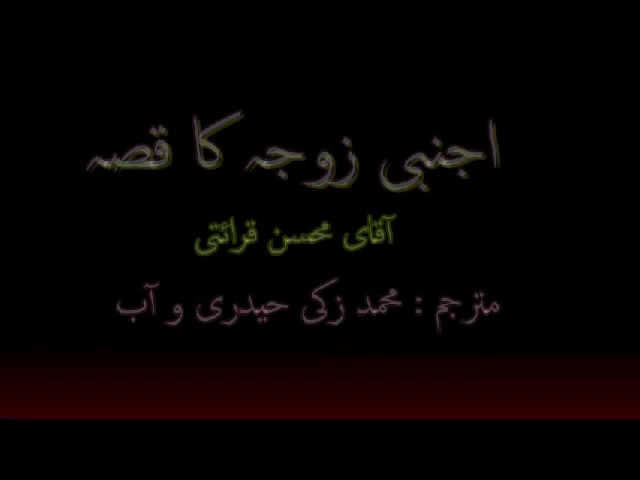 اجنبی زوجہ کا قصہ
آقای محسن قرائتی
مترجم : محمد زکی حیدری و آب